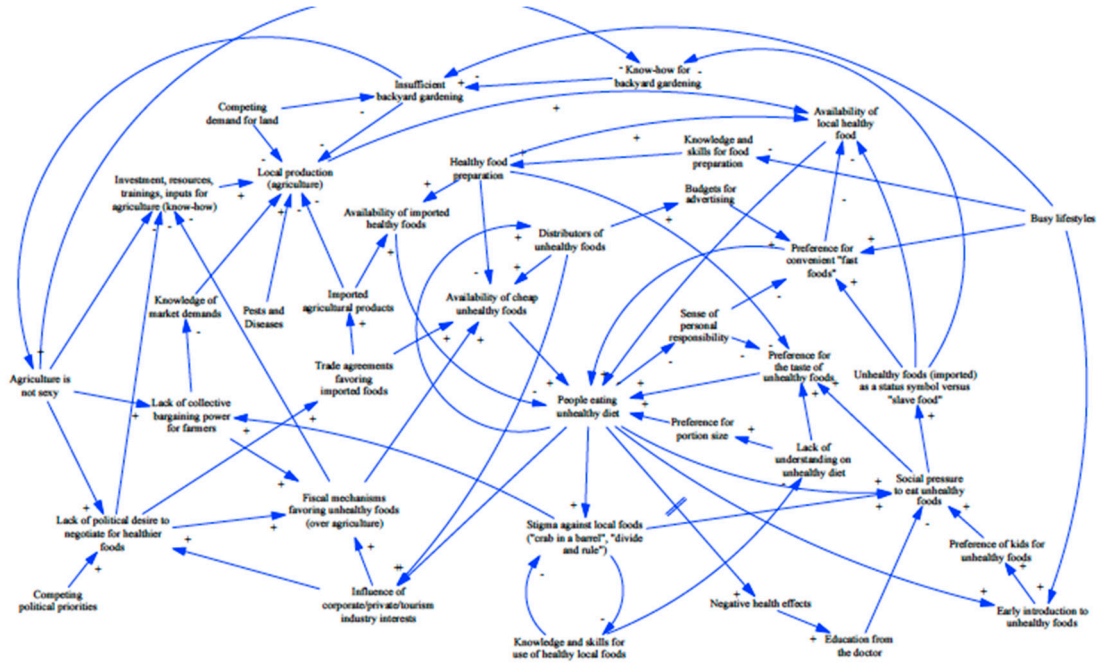 Know-how for
backyard gardening
Insufficient
backyard gardening
Competing
demand for land
Availability of
local healthy
food
Knowledge and
skills for food
preparation
Healthy food
preparation
Local production
(agriculture)
Investment, resources,
trainings, inputs for
agriculture (know-how)
Budgets for
advertising
Availability of imported
healthy foods
Busy lifestyles
Distributors of
unhealthy foods
Preference for
convenient "fast
foods"
Knowledge of
market demands
Pests and
Diseases
Imported
agricultural products
Availability of cheap
unhealthy foods
Sense of
personal
responsibility
Preference for
the taste of
unhealthy foods
Trade agreements
favoring
imported foods
Unhealthy foods (imported)
as a status symbol versus
"slave food"
Agriculture is
not sexy
Lack of collective
bargaining power
for farmers
People eating
unhealthy diet
Preference for
portion size
Lack of
understanding on
unhealthy diet
Social pressure
to eat unhealthy
foods
Fiscal mechanisms
favoring unhealthy foods
(over agriculture)
Lack of political desire to
negotiate for healthier
foods
Stigma against local foods
("crab in a barrel", "divide
and rule")
Preference of kids for
unhealthy foods
Competing
political priorities
Influence of
corporate/private/tourism
industry interests
Negative health effects
Early introduction to
unhealthy foods
Education from
the doctor
Knowledge and skills for
use of healthy local foods